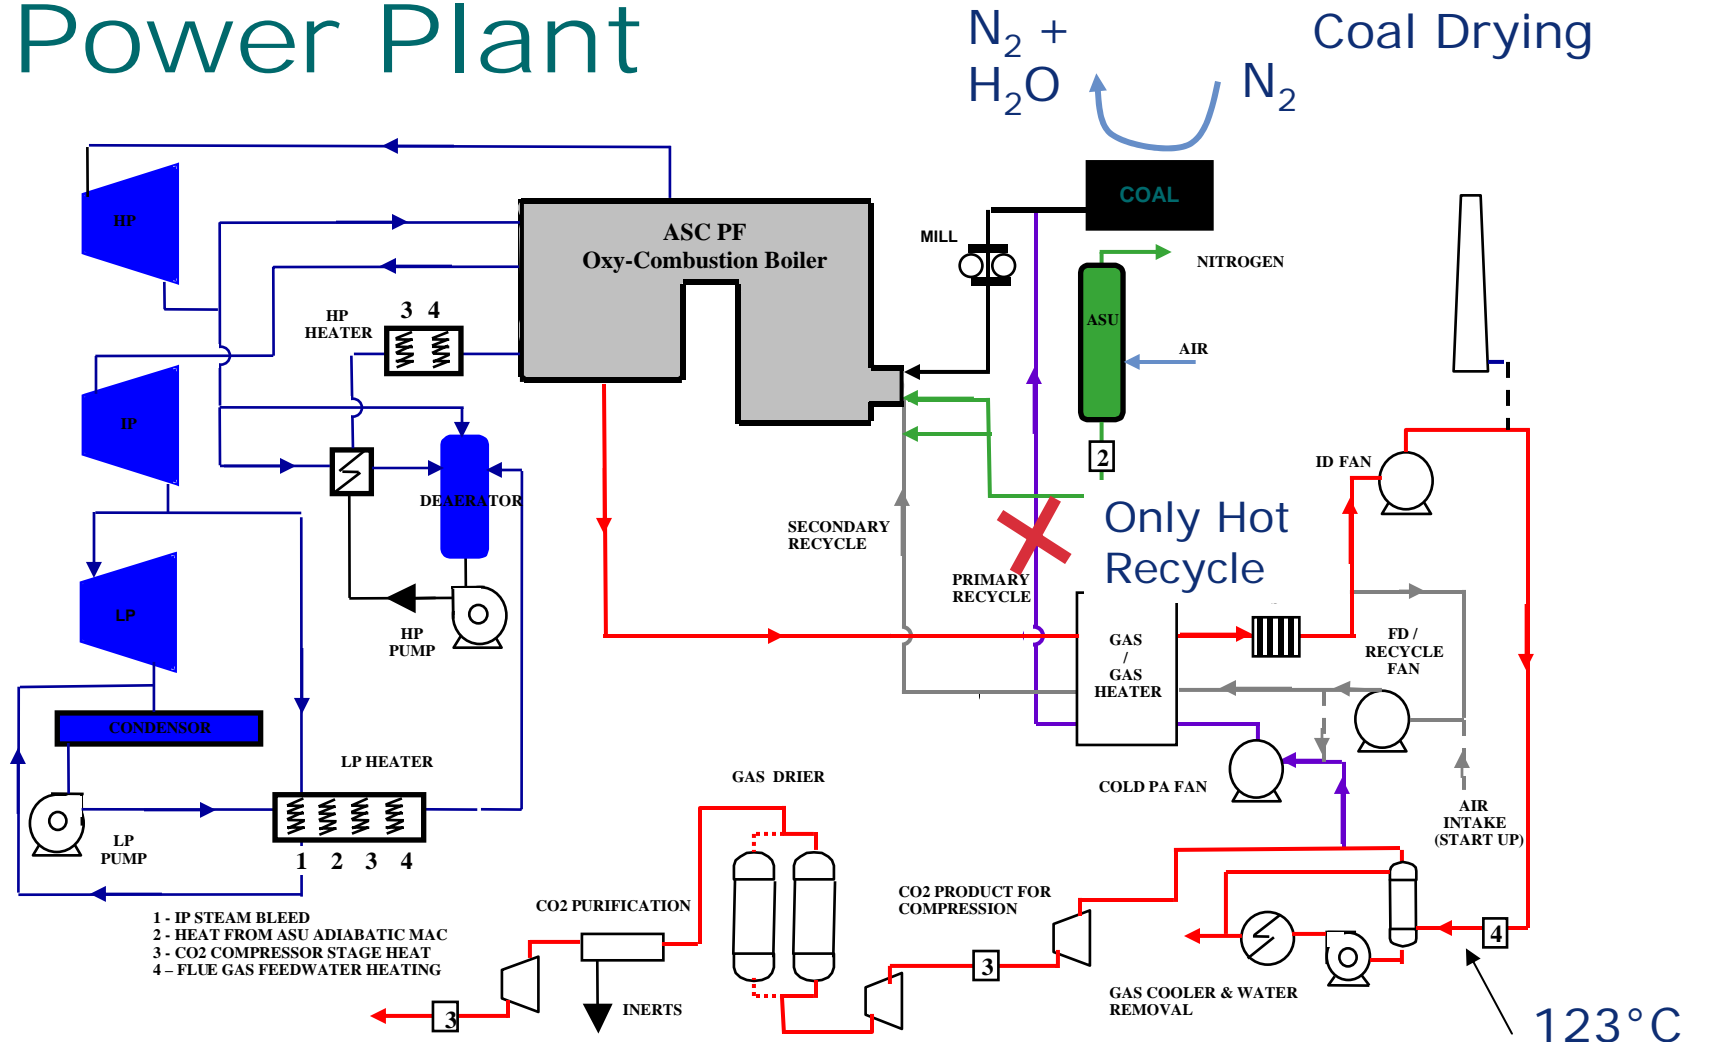 Power Plant
N2 +
H2O
N2
Coal Drying
COAL
HP
ASC PF
Oxy-Combustion Boiler
MILL
NITROGEN
ASU
AIR
HP
HEATER
3 4
IP
2
ID FAN
DEAERATOR
SECONDARY
RECYCLE
Only Hot
Recycle
PRIMARY
RECYCLE
LP
HP
PUMP
GAS
/
GAS
HEATER
FD /
RECYCLE
FAN
CONDENSOR
LP HEATER
GAS DRIER
COLD PA FAN
AIR
INTAKE
(START UP)
LP
PUMP
1 2 3 4
CO2 PURIFICATION
CO2 PRODUCT FOR
COMPRESSION
1 - IP STEAM BLEED
2 - HEAT FROM ASU ADIABATIC MAC
3 - CO2 COMPRESSOR STAGE HEAT
4 – FLUE GAS FEEDWATER HEATING
4
3
3
INERTS
GAS COOLER & WATER
REMOVAL
123°C